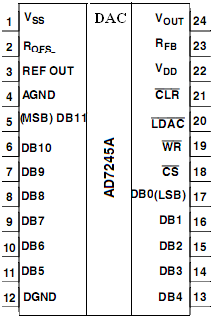 DAC
1 VSS
2 ROFS_
3 REF OUT
4 AGND
5 (MSB) DB11
6 DB10
7 DB9
8 DB8
9 DB7
10 DB6
11 DB5
12 DGND
AD7245A
VOUT 24
RFB 23
VDD 22
CLR 21
LDAC 20
WR 19
CS 18
DB0(LSB) 17
DB1 16
DB2 15
DB3 14
DB4 13